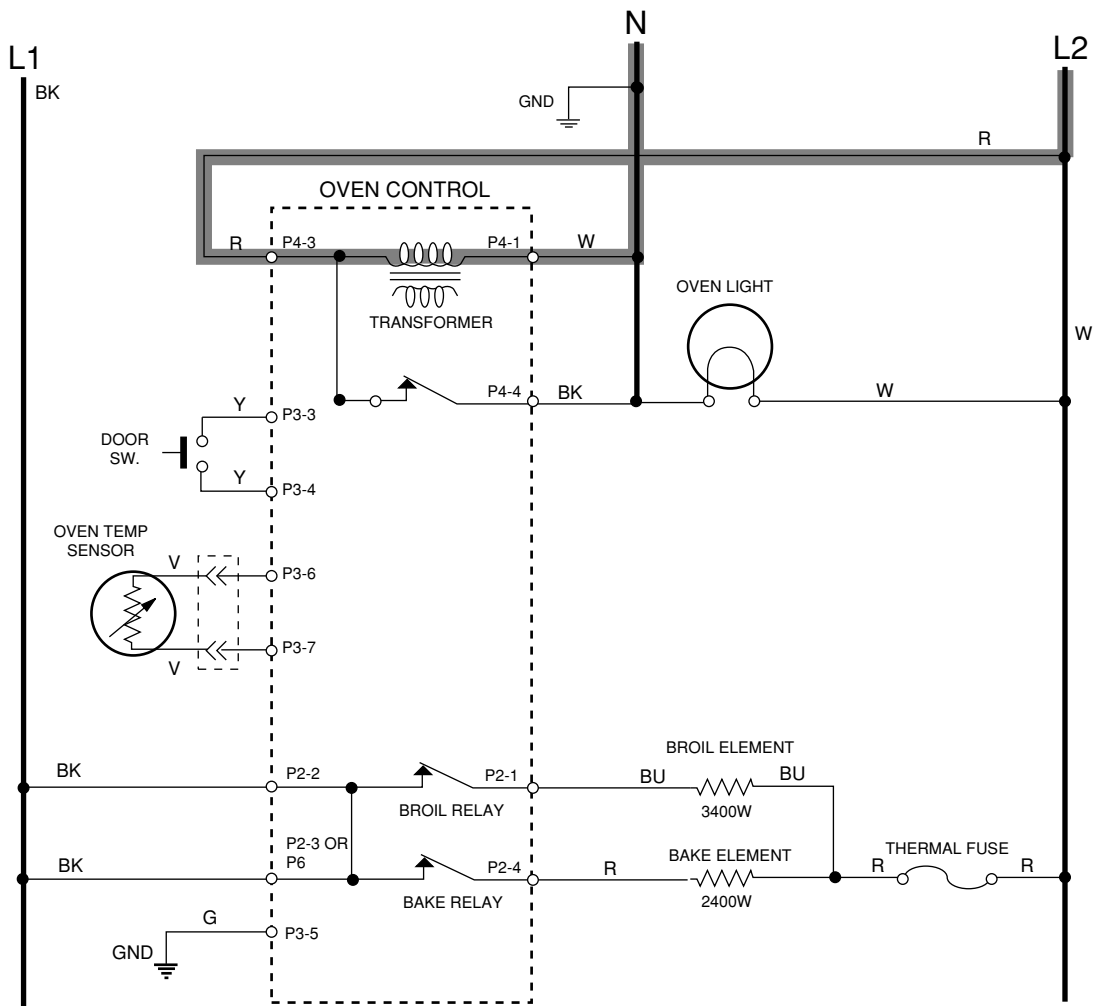 N
L1
L2
BK
GND
R
OVEN CONTROL
R
P4-3
P4-1
W
OVEN LIGHT
TRANSFORMER
W
P4-4
BK
W
Y
P3-3
DOOR
SW.
Y
P3-4
OVEN TEMP
SENSOR
V
P3-6
P3-7
V
BROIL ELEMENT
BK
P2-2
P2-1
BU
BU
BROIL RELAY
3400W
P2-3 OR
P6
BAKE ELEMENT
THERMAL FUSE
BK
P2-4
R
R
R
BAKE RELAY
2400W
G
P3-5
GND